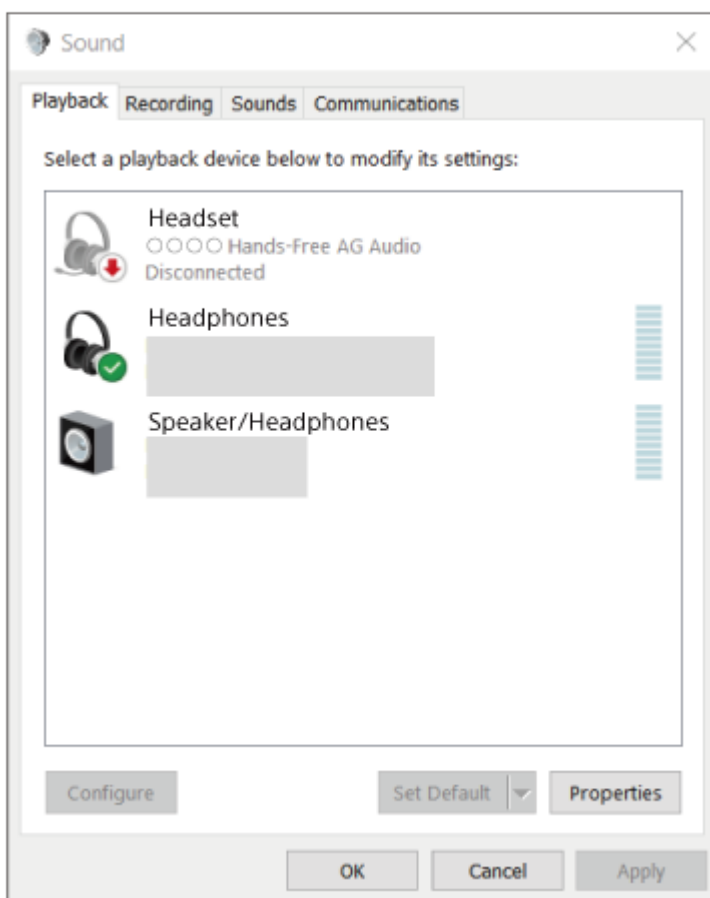 Sound
Playback Recording Sounds Communications
Select a playback device below to modify its settings:
Headset
○○○○ Hands-Free AG Audio
Disconnected
Headphones
Speaker/Headphones
Configure Set Default Properties
OK Cancel Apply